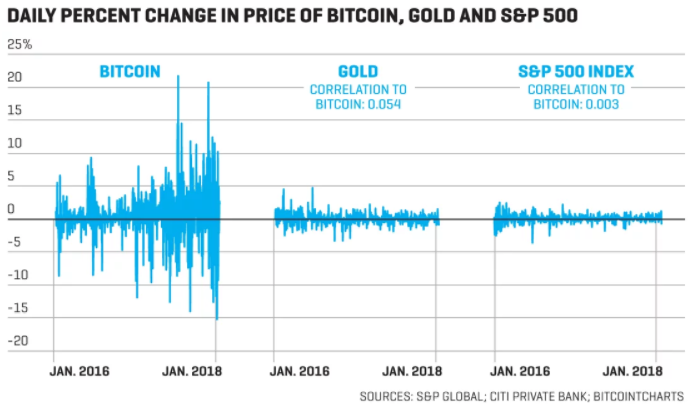 DAILY PERCENT CHANGE IN PRICE OF BITCOIN, GOLD AND S&P 500
25%
BITCOIN
GOLD
S&P 500 INDEX
20
CORRELATION TO
BITCOIN: 0.054
CORRELATION TO
BITCOIN: 0.003
15
10
5
0
-5
-10
-15
-20
JAN. 2016
JAN. 2018
JAN. 2016
JAN. 2018
JAN. 2016
JAN. 2018
SOURCES: S&P GLOBAL; CITI PRIVATE BANK; BITCOINTCHARTS